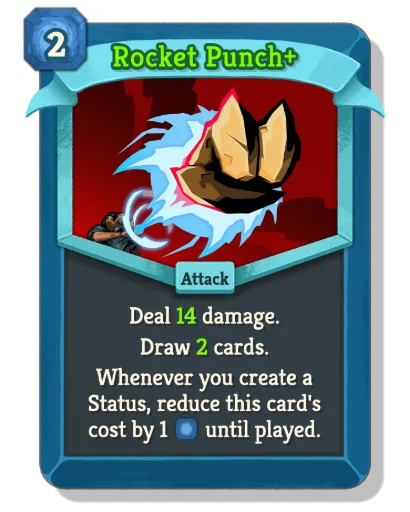 2
Rocket Punch+
Attack
Deal 14 damage.
Draw 2 cards.
Whenever you create a
Status, reduce this card's
cost by 1 until played.